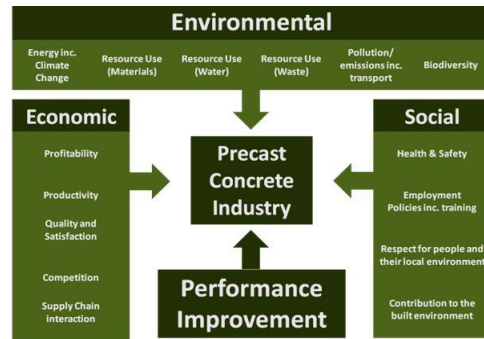 Environmental
Energy inc.
Climate
Change
Resource Use
(Materials)
Resource Use
(Water)
Resource Use
(Waste)
Pollution/
emissions inc.
transport
Biodiversity
Economic
Profitability
Productivity
Quality and
Satisfaction
Competition
Supply Chain
interaction
Precast
Concrete
Industry
Social
Health & Safety
Employment
Policies inc. training
Respect for people and
their local environment
Contribution to the
built environment
Performance
Improvement